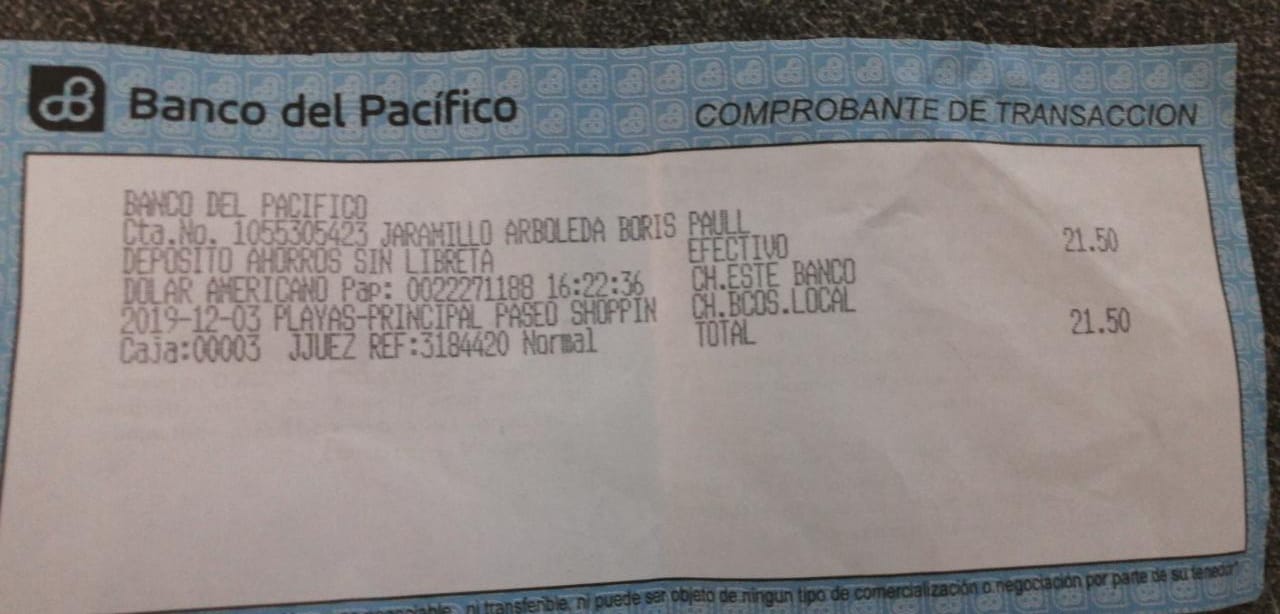 Banco del Pacífico
COMPROBANTE DE TRANSACCION
BANCO DEL PACIFICO
Cta.No. 1055305423 JARAMILLO ARBOLEDA BORIS PAULL
DEPOSITO AHORROS SIN LIBRETA
DOLAR AMERICANO Pap: 0022271188 16:22:36
2019-12-03 PLAYAS-PRINCIPAL PASEO SHOPPIN
Caja:00003 JJUEZ REF:3184420 Normal
EFECTIVO 21.50
CH.ESTE BANCO
CH.BCOS.LOCAL
TOTAL 21.50
ni transferible, ni puede ser objeto de ningun tipo de comercialización o negociación por parte de su tenedor"